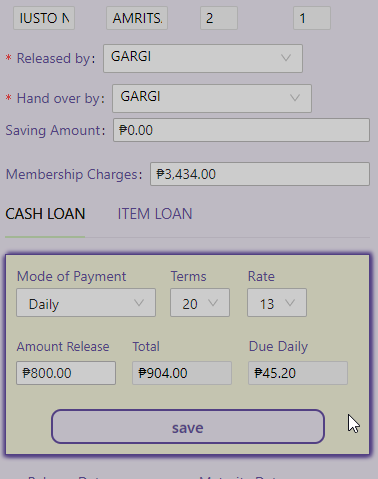 IUSTO N AMRITS. 2 1
* Released by: GARGI
* Hand over by: GARGI
Saving Amount: ₱0.00
Membership Charges: ₱3,434.00
CASH LOAN ITEM LOAN
Mode of Payment Terms Rate
Daily 20 13
Amount Release Total Due Daily
₱800.00 ₱904.00 ₱45.20
save